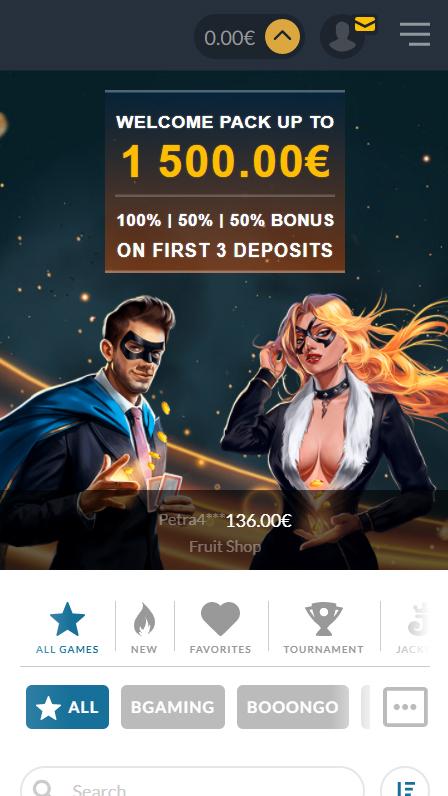 0.00€
WELCOME PACK UP TO
1 500.00€
100% | 50% | 50% BONUS
ON FIRST 3 DEPOSITS
Petra4***136.00€
Fruit Shop
ALL GAMES
NEW
FAVORITES
TOURNAMENT
JACK
ALL
BGAMING
BOOONGO
Search